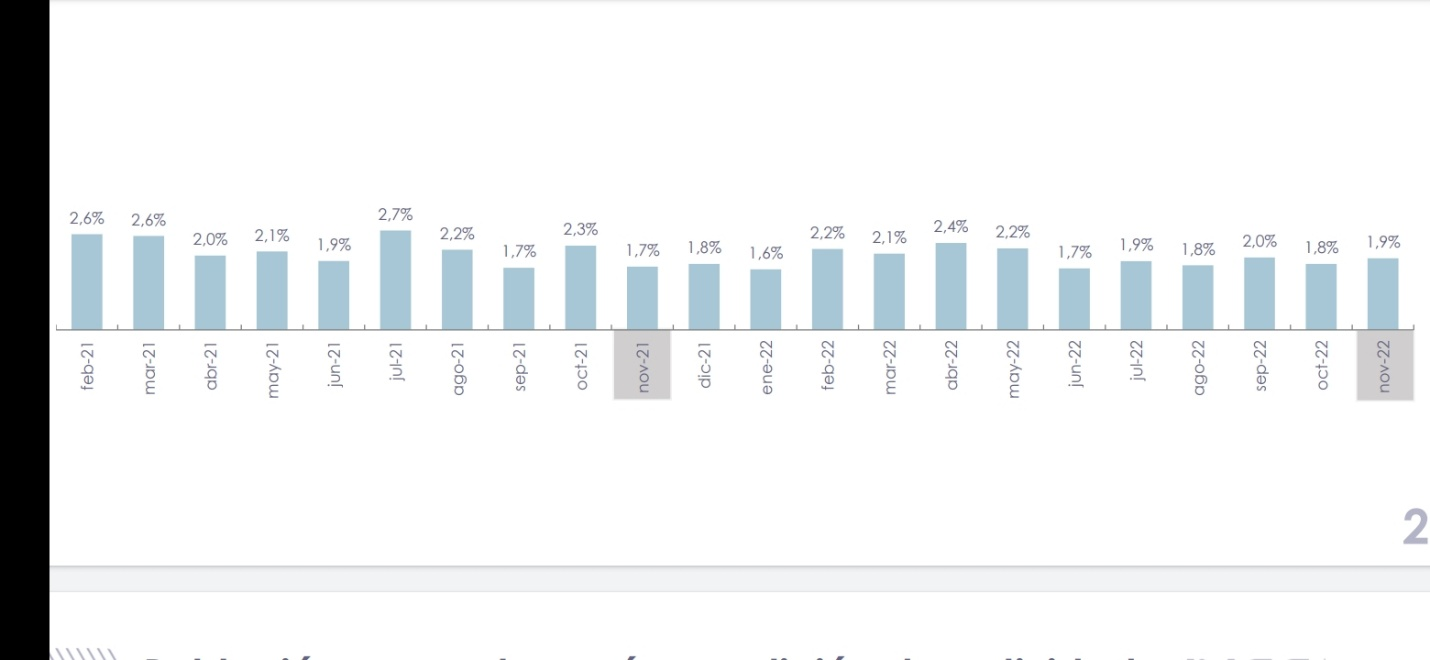 2,6% 2,6% 2,0% 2,1% 1,9% 2,7% 2,2% 1,7% 2,3% 1,7% 1,8% 1,6% 2,2% 2,1% 2,4% 2,2% 1,7% 1,9% 1,8% 2,0% 1,8% 1,9%
feb-21 mar-21 abr-21 may-21 jun-21 jul-21 ago-21 sep-21 oct-21 nov-21 dic-21 ene-22 feb-22 mar-22 abr-22 may-22 jun-22 jul-22 ago-22 sep-22 oct-22 nov-22
2